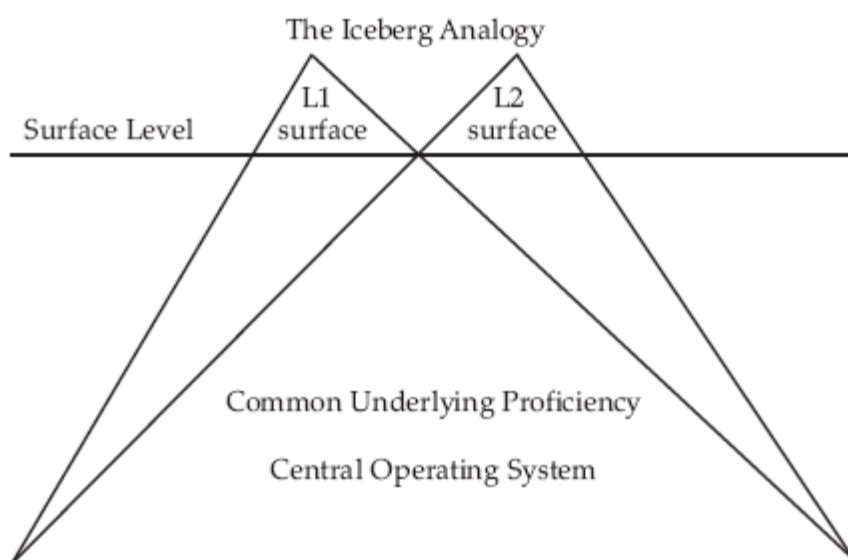 The Iceberg Analogy
L1
surface
L2
surface
Surface Level
Common Underlying Proficiency
Central Operating System